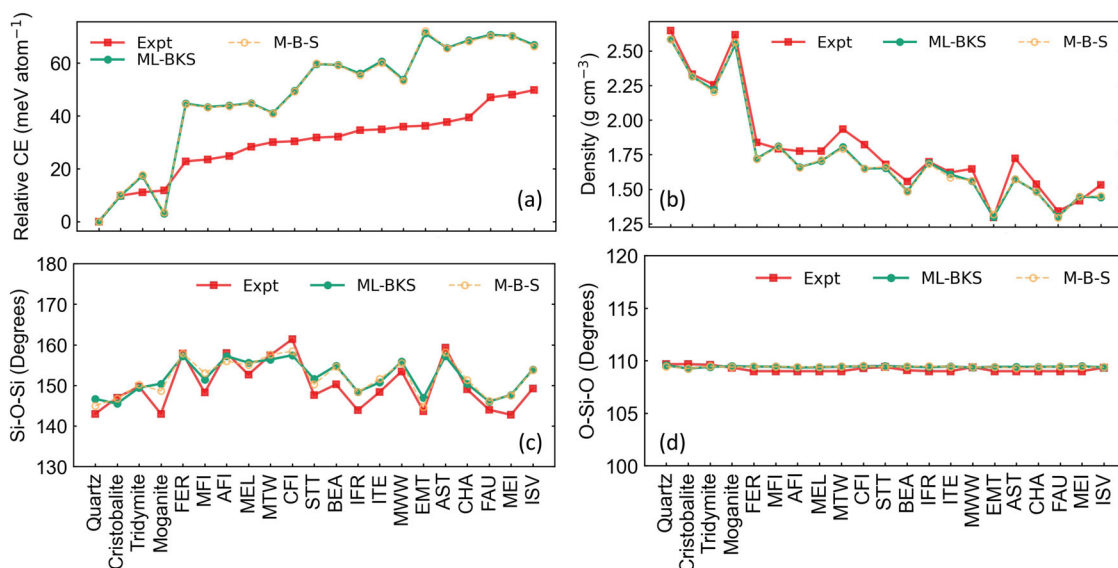 Relative CE (meV atom⁻¹)
60
40
20
0
Expt
ML-BKS
M-B-S
(a)
Density (g cm⁻³)
2.50
2.25
2.00
1.75
1.50
1.25
Expt
ML-BKS
M-B-S
(b)
Si-O-Si (Degrees)
180
170
160
150
140
130
Expt
ML-BKS
M-B-S
(c)
Quartz
Cristobalite
Tridymite
Moganite
FER
MFI
AFI
MEL
MTW
CFI
STT
BEA
IFR
ITE
MWW
EMT
AST
CHA
FAU
MEI
ISV
O-Si-O (Degrees)
120
115
110
105
100
Expt
ML-BKS
M-B-S
(d)
Quartz
Cristobalite
Tridymite
Moganite
FER
MFI
AFI
MEL
MTW
CFI
STT
BEA
IFR
ITE
MWW
EMT
AST
CHA
FAU
MEI
ISV